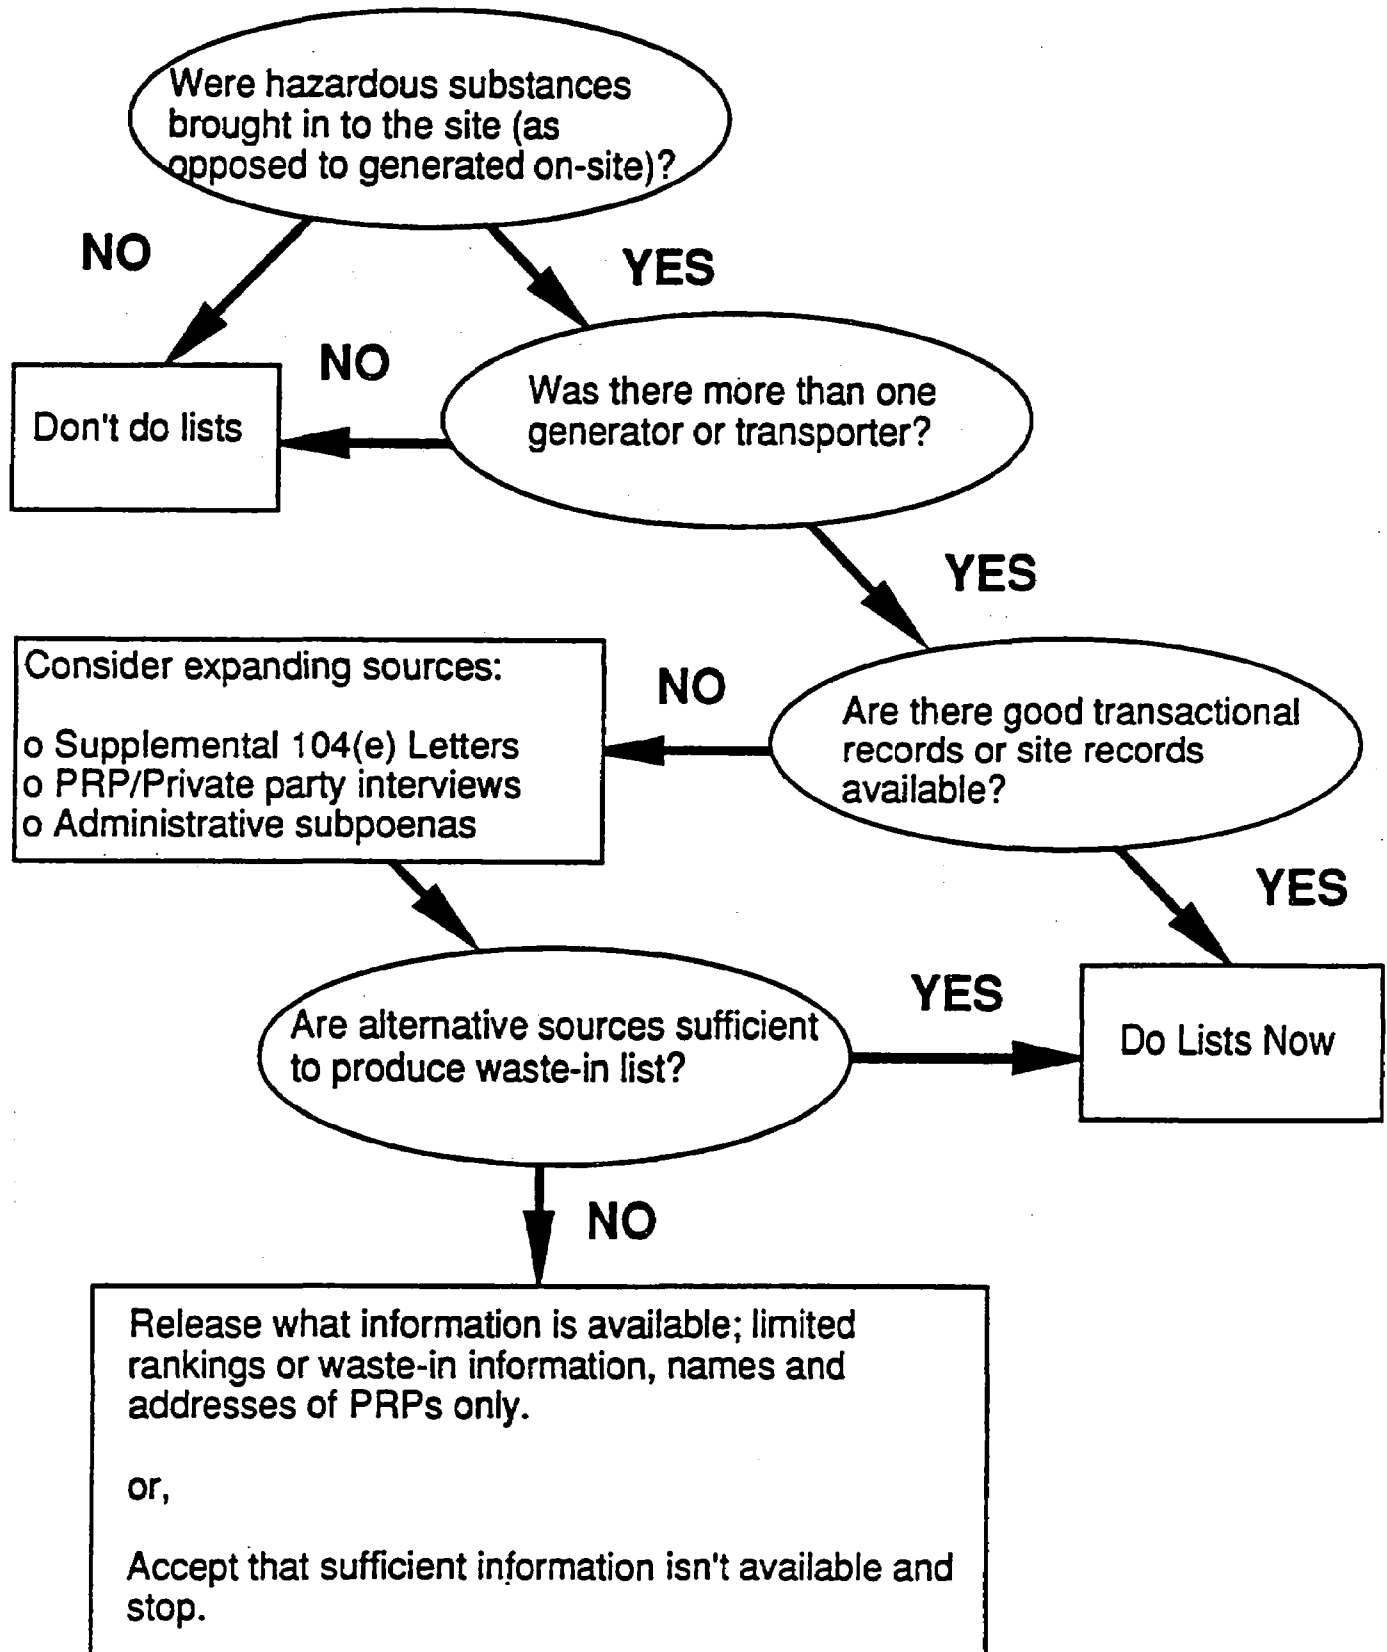 Were hazardous substances
brought in to the site (as
opposed to generated on-site)?
NO
YES
NO
Don't do lists
Was there more than one
generator or transporter?
YES
Consider expanding sources:
o Supplemental 104(e) Letters
o PRP/Private party interviews
o Administrative subpoenas
NO
Are there good transactional
records or site records
available?
YES
Are alternative sources sufficient
to produce waste-in list?
YES
Do Lists Now
NO
Release what information is available; limited
rankings or waste-in information, names and
addresses of PRPs only.
or,
Accept that sufficient information isn't available and
stop.